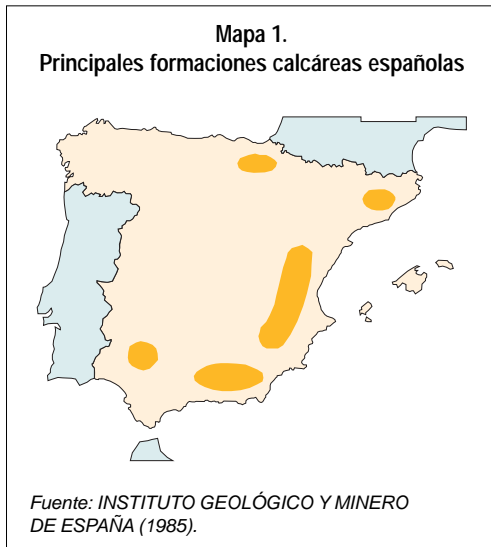 Mapa 1.
Principales formaciones calcáreas españolas
Fuente: INSTITUTO GEOLÓGICO Y MINERO
DE ESPAÑA (1985).